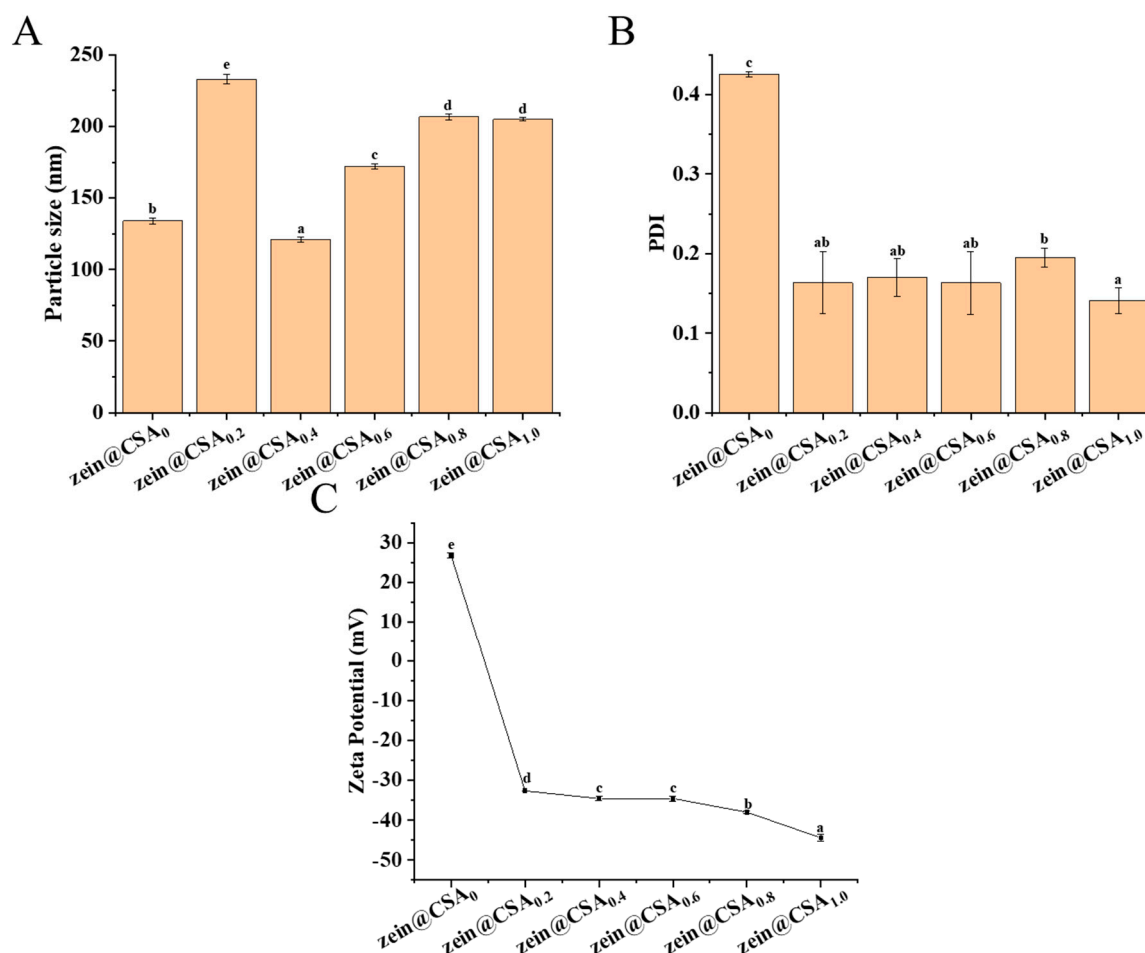 A
Particle size (nm)
250
200
150
100
50
0
b
e
a
c
d
d
zein@CSA₀
zein@CSA₀.₂
zein@CSA₀.₄
zein@CSA₀.₆
zein@CSA₀.₈
zein@CSA₁.₀
B
PDI
0.4
0.3
0.2
0.1
0.0
c
ab
ab
ab
b
a
zein@CSA₀
zein@CSA₀.₂
zein@CSA₀.₄
zein@CSA₀.₆
zein@CSA₀.₈
zein@CSA₁.₀
C
Zeta Potential (mV)
30
20
10
0
-10
-20
-30
-40
-50
e
d
c
c
b
a
zein@CSA₀
zein@CSA₀.₂
zein@CSA₀.₄
zein@CSA₀.₆
zein@CSA₀.₈
zein@CSA₁.₀